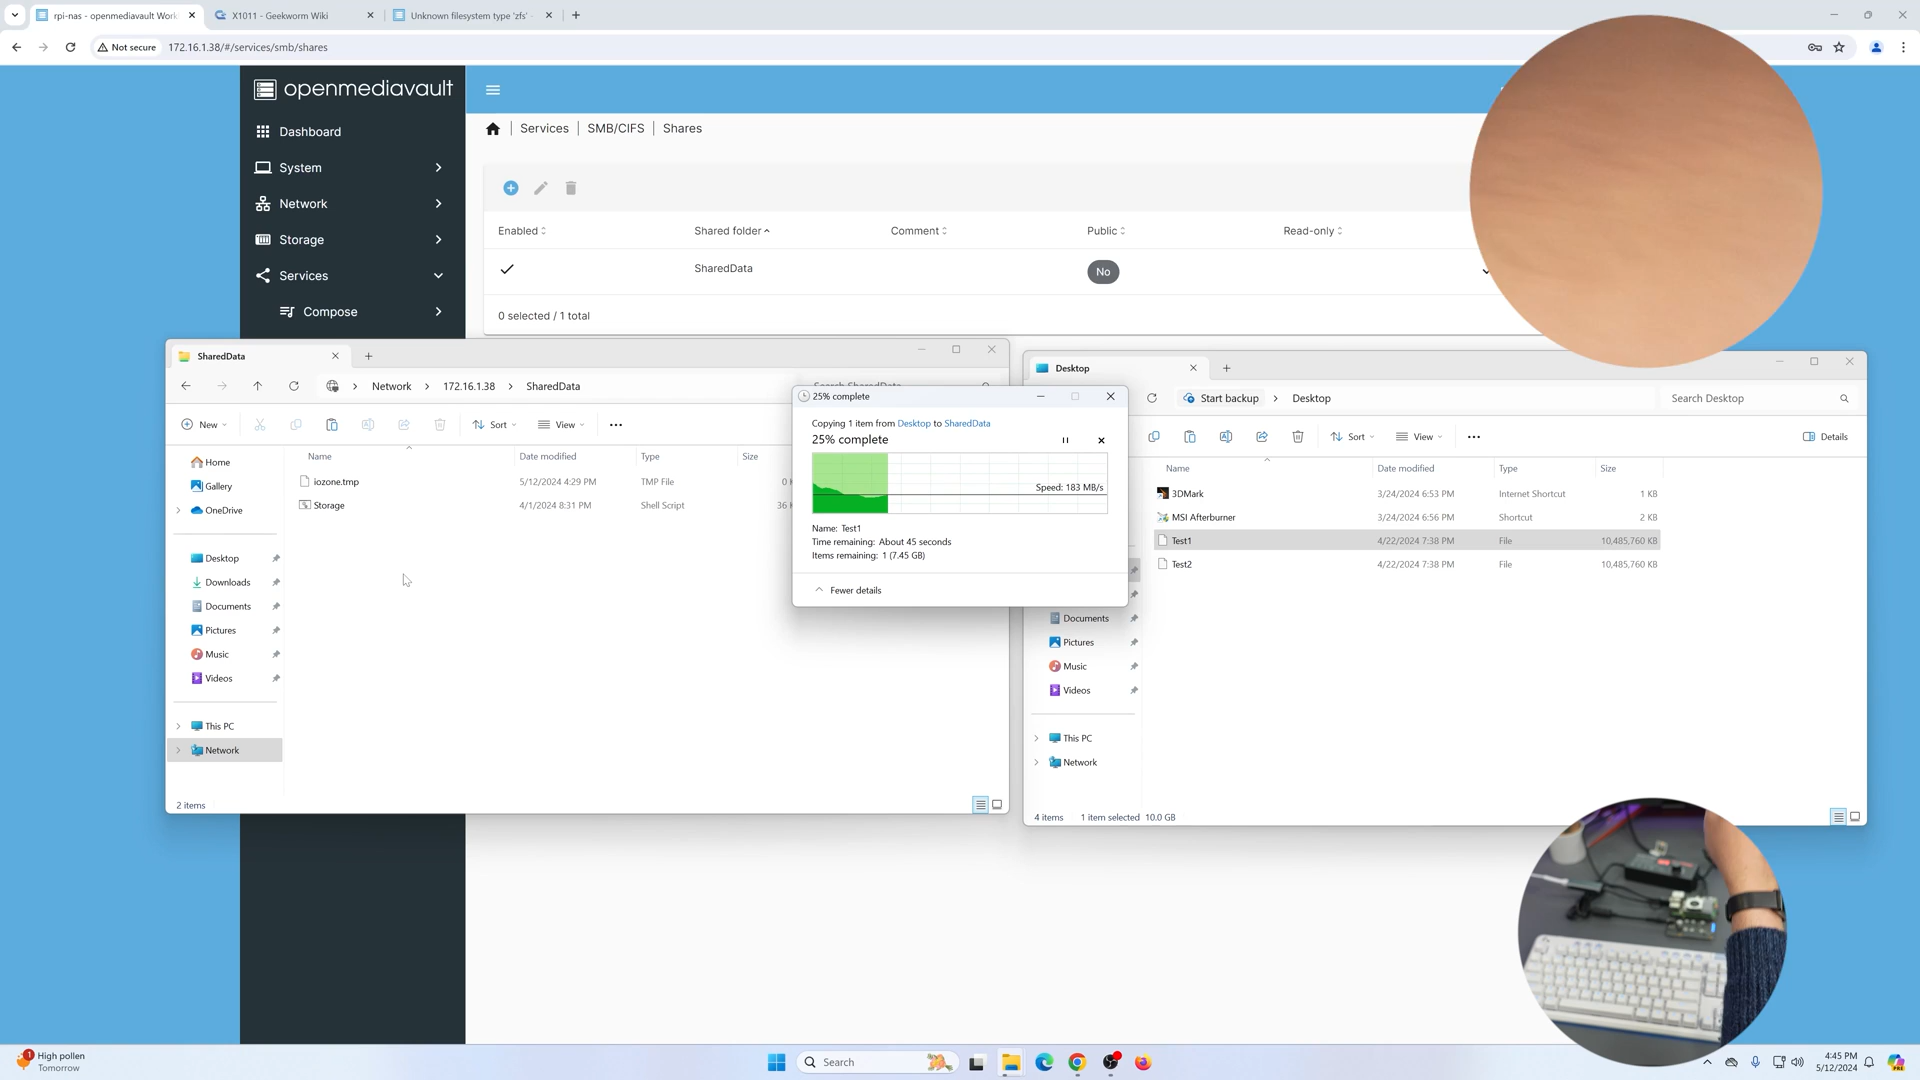 rpi-nas - openmediavault Work
X1011 - Geekworm Wiki
Unknown filesystem type 'zfs' -
Not secure
172.16.1.38/#/services/smb/shares
openmediavault
Dashboard
System
Network
Storage
Services
Compose
Services | SMB/CIFS | Shares
Enabled
Shared folder
Comment
Public
Read-only
SharedData
No
0 selected / 1 total
SharedData
Network > 172.16.1.38 > SharedData
New
Sort
View
Name
Date modified
Type
Size
iozone.tmp
5/12/2024 4:29 PM
TMP File
Storage
4/1/2024 8:31 PM
Shell Script
Home
Gallery
OneDrive
Desktop
Downloads
Documents
Pictures
Music
Videos
This PC
Network
2 items
25% complete
Copying 1 item from Desktop to SharedData
25% complete
Speed: 183 MB/s
Name: Test1
Time remaining: About 45 seconds
Items remaining: 1 (7.45 GB)
Fewer details
Desktop
Start backup > Desktop
Search Desktop
Sort
View
Details
Name
Date modified
Type
Size
3DMark
3/24/2024 6:53 PM
Internet Shortcut
1 KB
MSI Afterburner
3/24/2024 6:56 PM
Shortcut
2 KB
Test1
4/22/2024 7:38 PM
File
10,485,760 KB
Test2
4/22/2024 7:38 PM
File
10,485,760 KB
Documents
Pictures
Music
Videos
This PC
Network
4 items
1 item selected 10.0 GB
1
High pollen
Tomorrow
Search
4:45 PM
5/12/2024